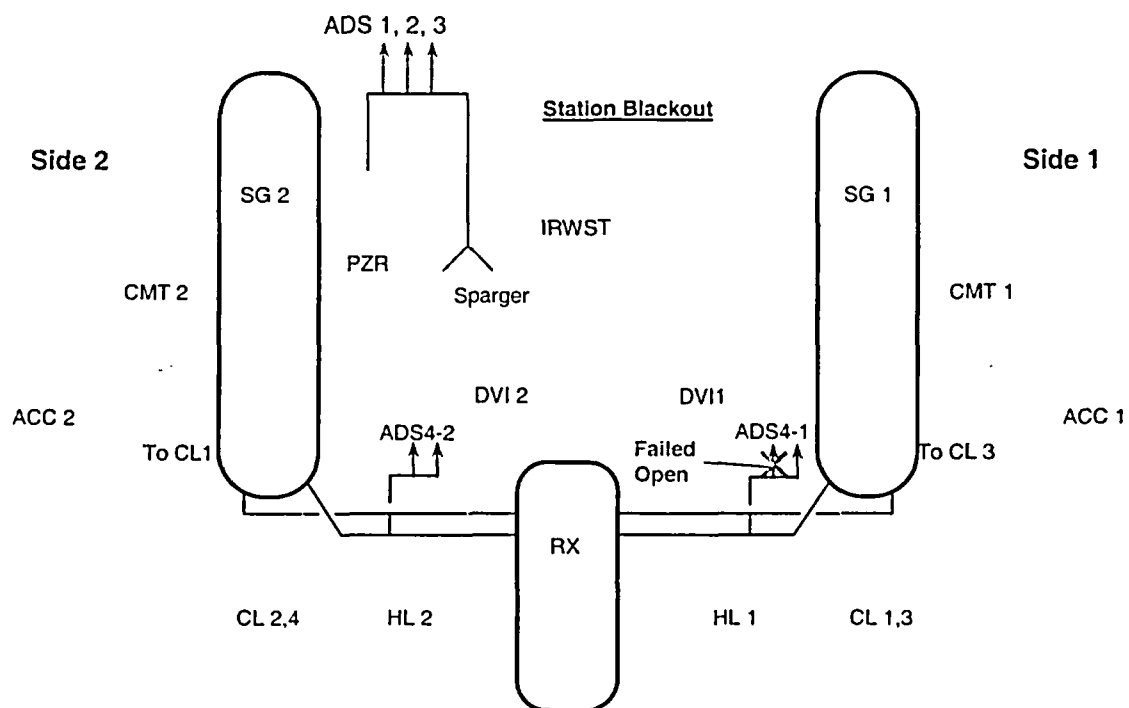 ADS 1, 2, 3
Station Blackout
Side 2
Side 1
SG 2
SG 1
IRWST
PZR
CMT 2
Sparger
CMT 1
DVI 2
DVI1
ACC 2
ACC 1
ADS4-2
ADS4-1
To CL1
Failed
Open
To CL 3
RX
CL 2,4
HL 2
HL 1
CL 1,3